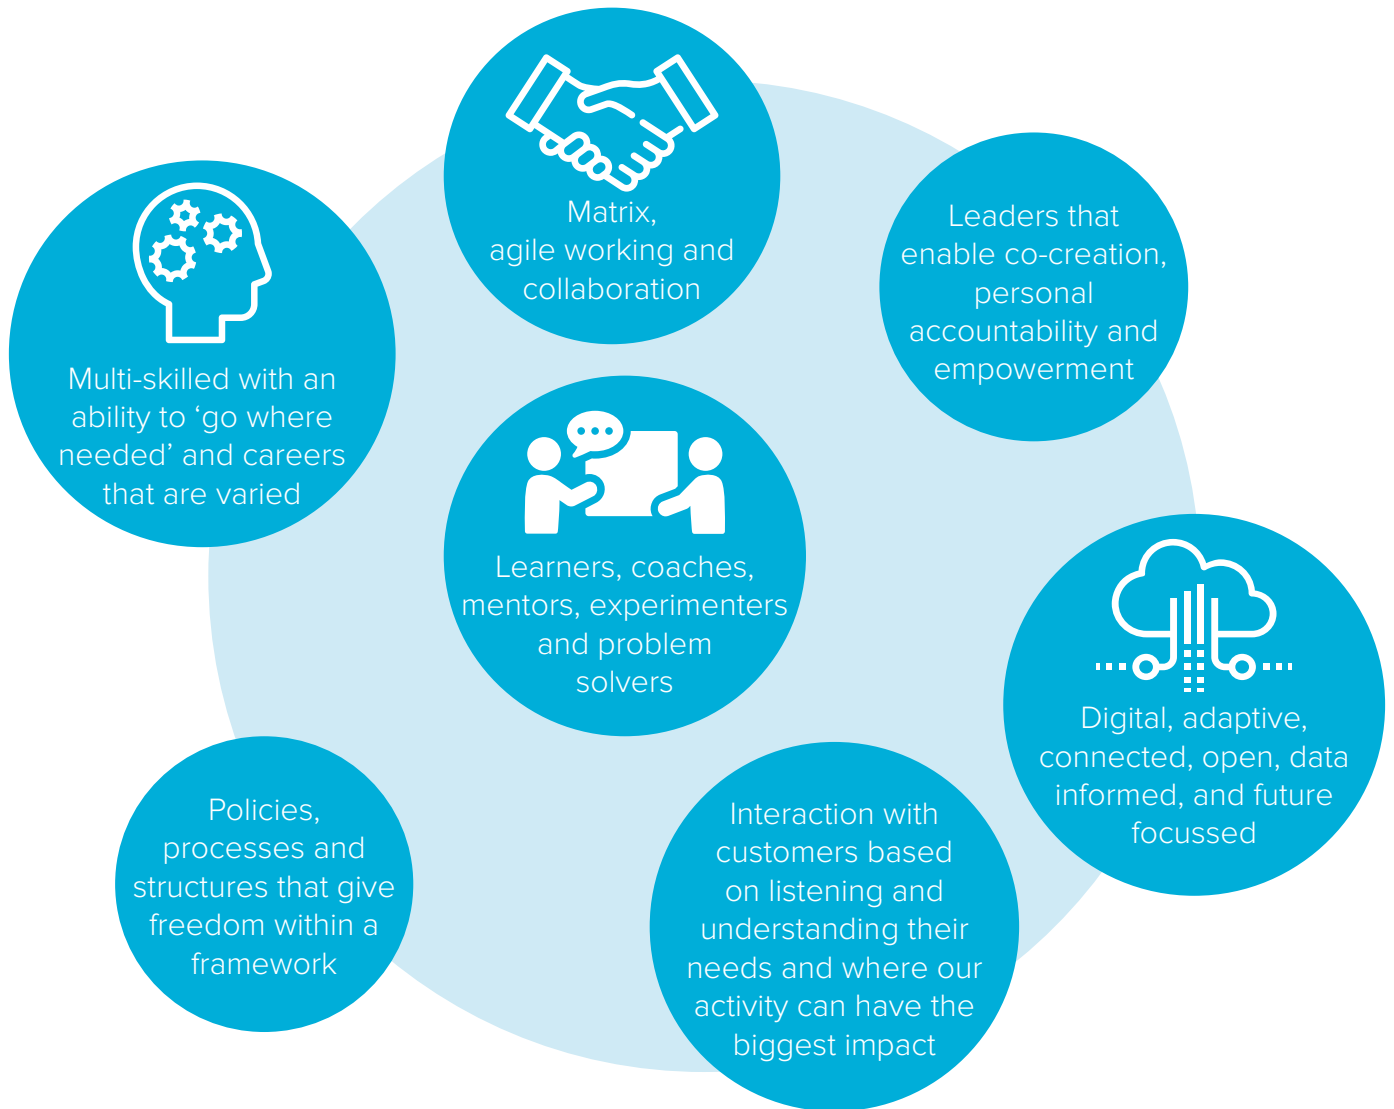 Matrix,
agile working and
collaboration
Leaders that
enable co-creation,
personal
accountability and
empowerment
Multi-skilled with an
ability to ‘go where
needed’ and careers
that are varied
Learners, coaches,
mentors, experimenters
and problem
solvers
Digital, adaptive,
connected, open, data
informed, and future
focussed
Policies,
processes and
structures that give
freedom within a
framework
Interaction with
customers based
on listening and
understanding their
needs and where our
activity can have the
biggest impact